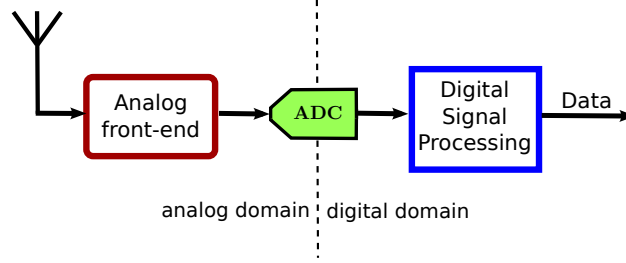 Analog
front-end
ADC
Digital
Signal
Processing
Data
analog domain
digital domain